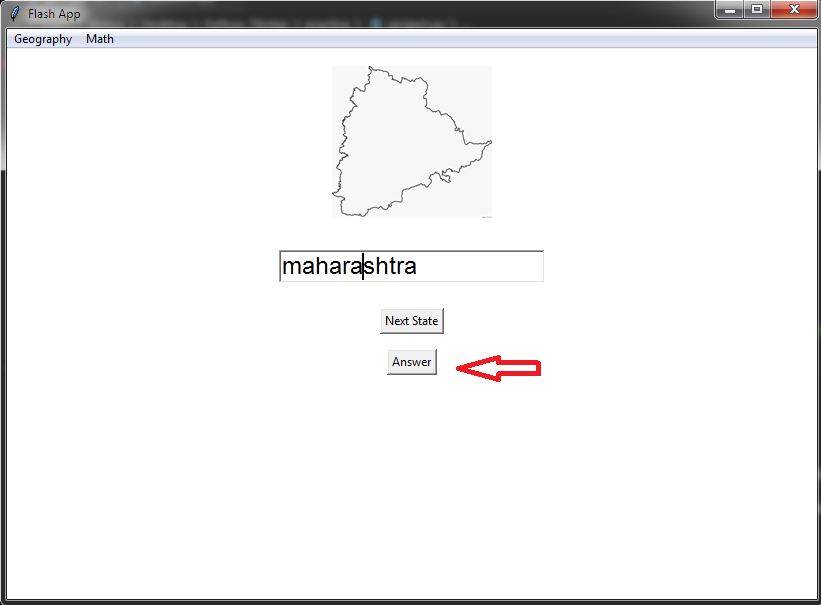 Flash App
Geography Math
maharashtra
Next State
Answer